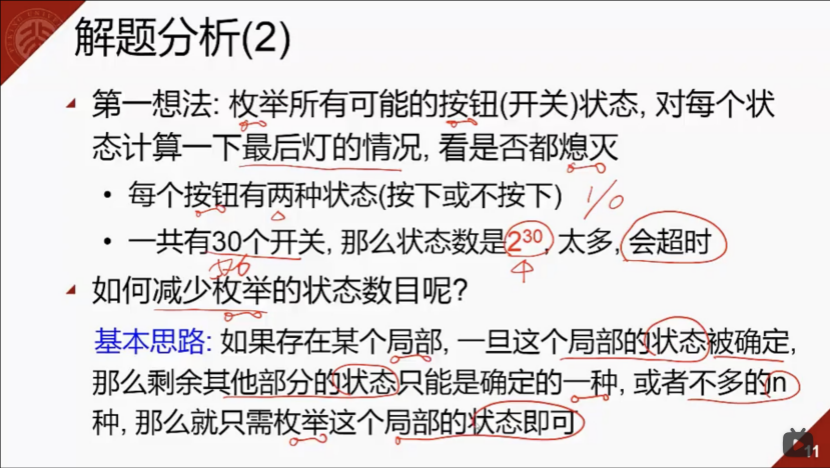 解题分析(2)
第一想法: 枚举所有可能的按钮(开关)状态, 对每个状
态计算一下最后灯的情况, 看是否都熄灭
• 每个按钮有两种状态(按下或不按下) 1/0
• 一共有30个开关, 那么状态数是2³⁰, 太多, 会超时
如何减少枚举的状态数目呢?
基本思路: 如果存在某个局部, 一旦这个局部的状态被确定,
那么剩余其他部分的状态只能是确定的一种, 或者不多的n
种, 那么就只需枚举这个局部的状态即可
11